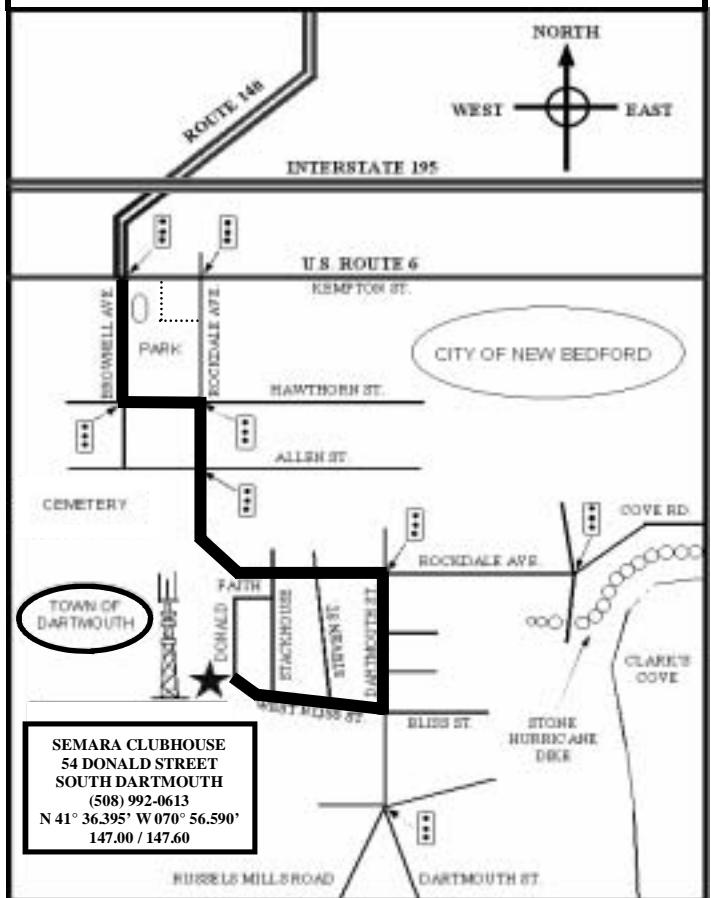 NORTH
WEST
EAST
ROUTE 140
INTERSTATE 195
U.S. ROUTE 6
KEMPTON ST.
BROWNELL AVE.
PARK
ROCKDALE AVE.
CITY OF NEW BEDFORD
HAWTHORN ST.
ALLEN ST.
CEMETERY
COVE RD.
ROCKDALE AVE.
TOWN OF
DARTMOUTH
FAITH
DONALD
STACKHOUSE
STEVENS ST.
DARTMOUTH ST.
CLARK'S
COVE
WEST BLISS ST.
BLISS ST.
STONE
HURRICANE
DIKE
SEMARA CLUBHOUSE
54 DONALD STREET
SOUTH DARTMOUTH
(508) 992-0613
N 41° 36.395’ W 070° 56.590’
147.00 / 147.60
RUSSELS MILLS ROAD
DARTMOUTH ST.